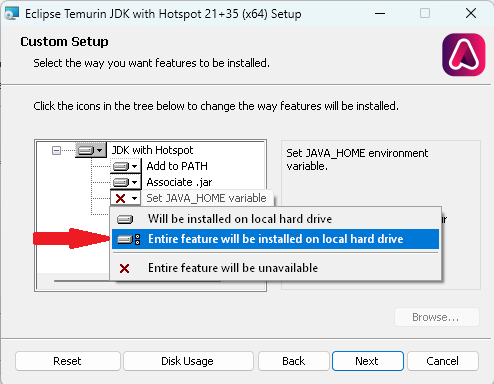 Eclipse Temurin JDK with Hotspot 21+35 (x64) Setup
Custom Setup
Select the way you want features to be installed.
Click the icons in the tree below to change the way features will be installed.
JDK with Hotspot
Add to PATH
Associate .jar
Set JAVA_HOME variable
Set JAVA_HOME environment
variable.
Will be installed on local hard drive
Entire feature will be installed on local hard drive
Entire feature will be unavailable
Browse...
Reset
Disk Usage
Back
Next
Cancel